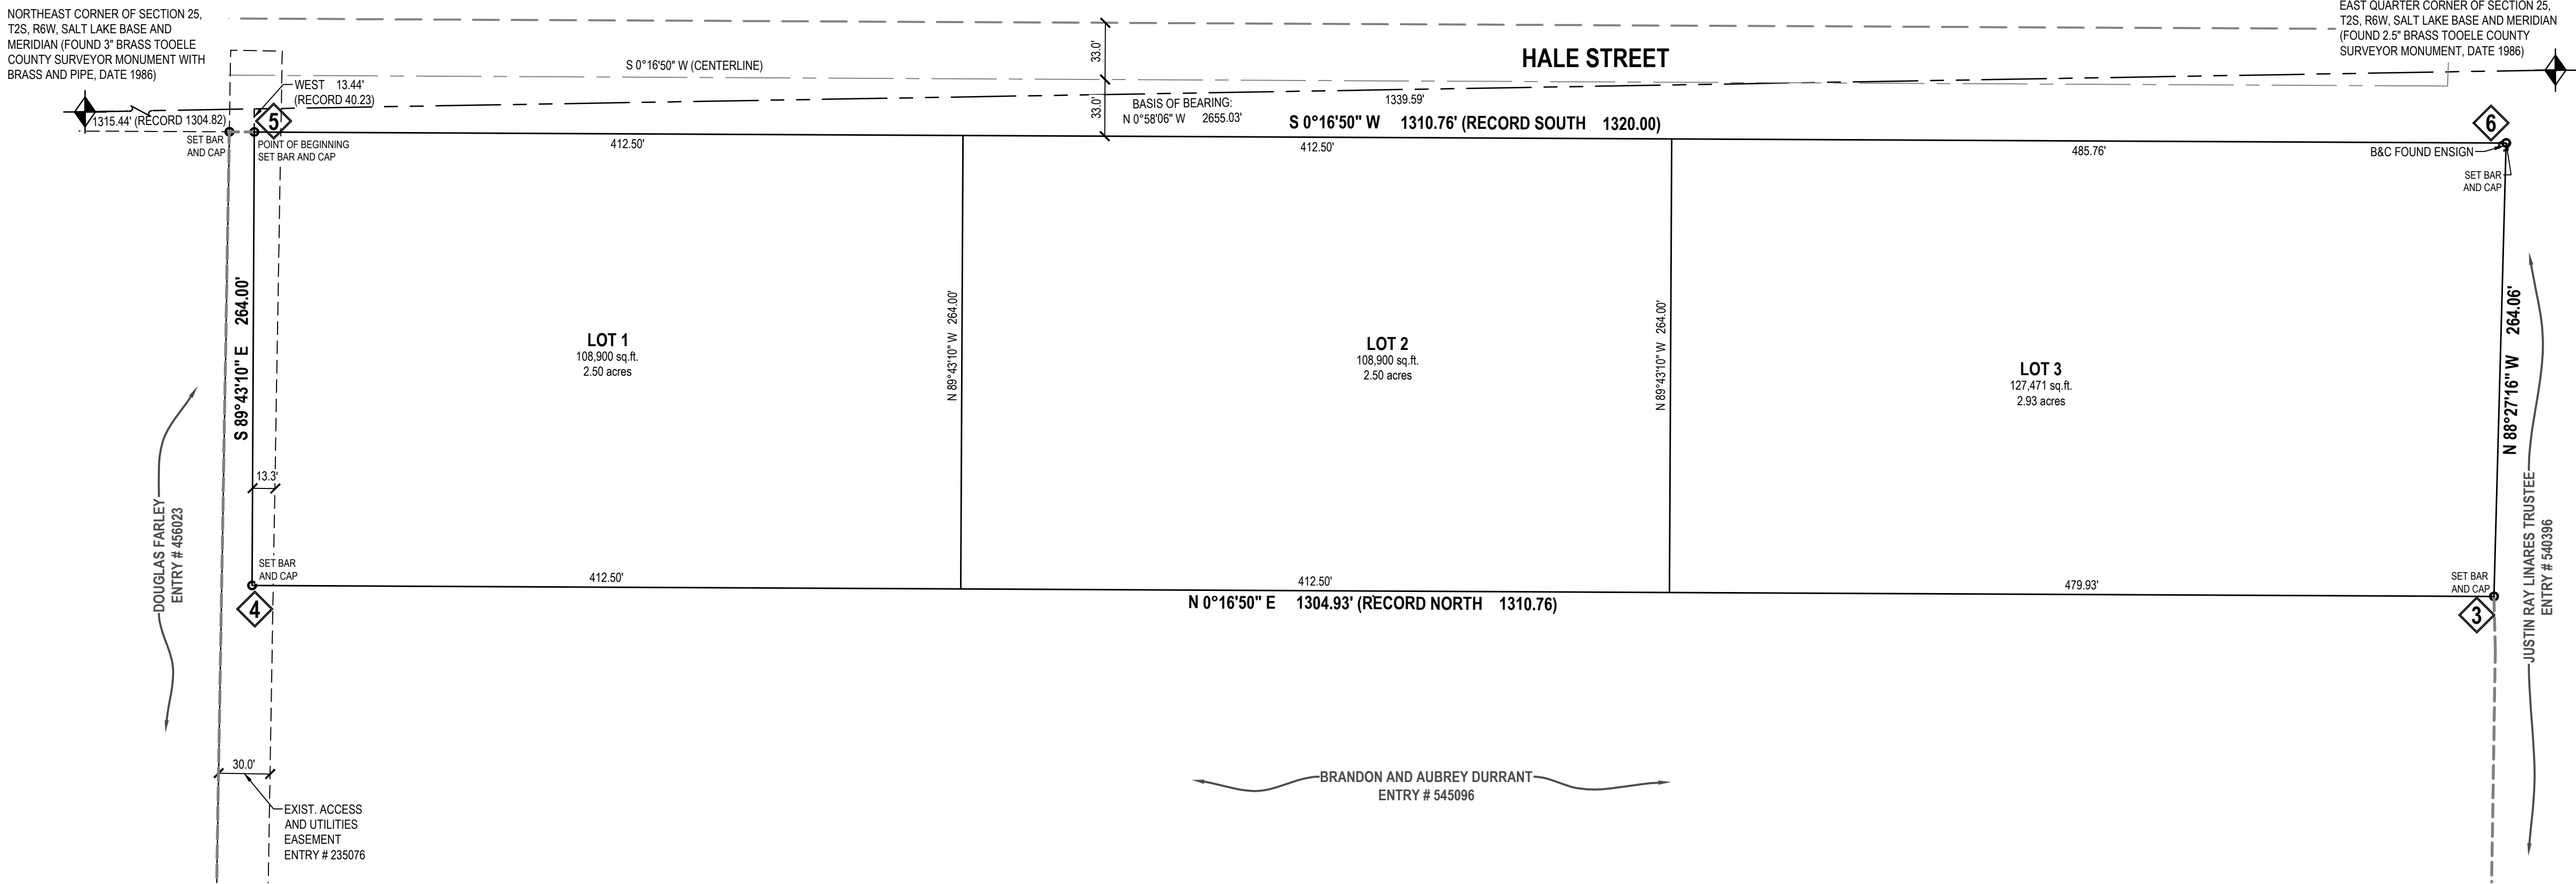 NORTHEAST CORNER OF SECTION 25,
T2S, R6W, SALT LAKE BASE AND
MERIDIAN (FOUND 3" BRASS TOOELE
COUNTY SURVEYOR MONUMENT WITH
BRASS AND PIPE, DATE 1986)
EAST QUARTER CORNER OF SECTION 25,
T2S, R6W, SALT LAKE BASE AND MERIDIAN
(FOUND 2.5" BRASS TOOELE COUNTY
SURVEYOR MONUMENT, DATE 1986)
HALE STREET
33.0'
S 0°16'50" W (CENTERLINE)
WEST 13.44'
(RECORD 40.23)
33.0'
BASIS OF BEARING:
N 0°58'06" W 2655.03'
1339.59'
1315.44' (RECORD 1304.82)
5
S 0°16'50" W 1310.76' (RECORD SOUTH 1320.00)
6
SET BAR
AND CAP
POINT OF BEGINNING
SET BAR AND CAP
412.50'
412.50'
485.76'
B&C FOUND ENSIGN
SET BAR
AND CAP
S 89°43'10" E 264.00'
N 89°43'10" W 264.00'
N 89°43'10" W 264.00'
N 88°27'16" W 264.06'
LOT 1
108,900 sq.ft.
2.50 acres
LOT 2
108,900 sq.ft.
2.50 acres
LOT 3
127,471 sq.ft.
2.93 acres
13.3'
DOUGLAS FARLEY
ENTRY # 456023
JUSTIN RAY LINARES TRUSTEE
ENTRY # 540396
SET BAR
AND CAP
412.50'
412.50'
479.93'
SET BAR
AND CAP
4
N 0°16'50" E 1304.93' (RECORD NORTH 1310.76)
3
30.0'
EXIST. ACCESS
AND UTILITIES
EASEMENT
ENTRY # 235076
BRANDON AND AUBREY DURRANT
ENTRY # 545096